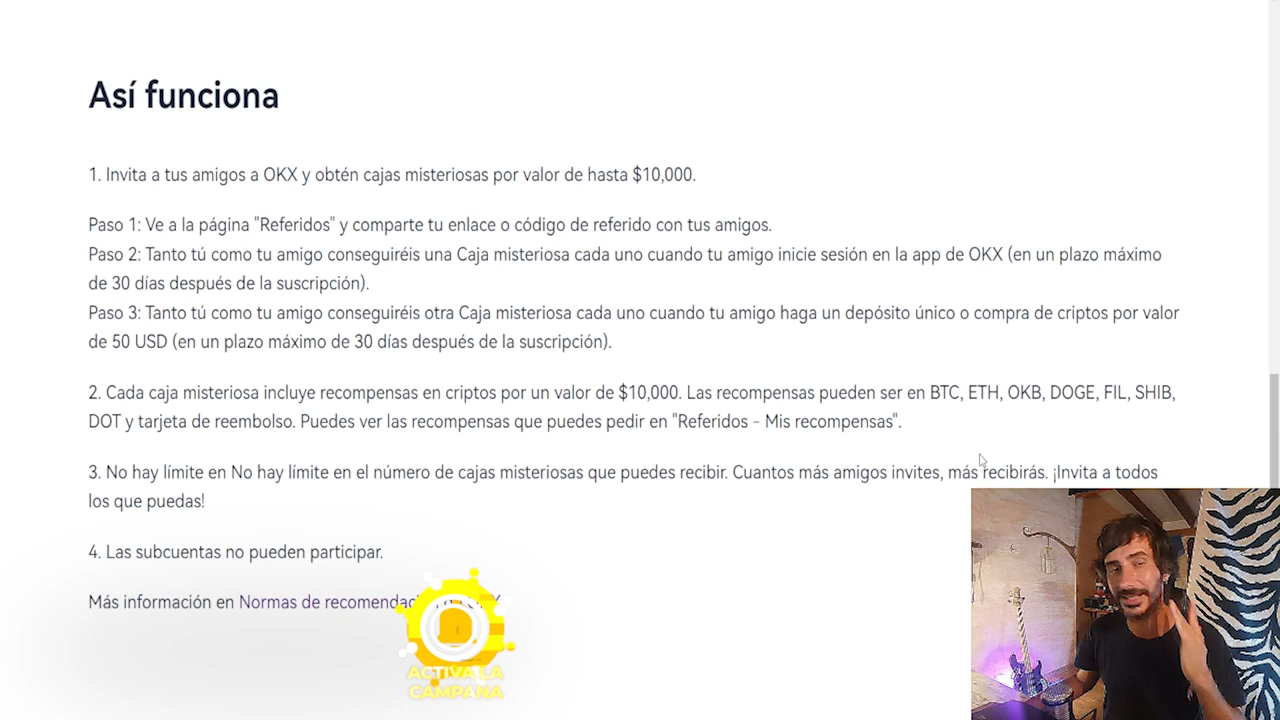 Así funciona
1. Invita a tus amigos a OKX y obtén cajas misteriosas por valor de hasta $10,000.
Paso 1: Ve a la página "Referidos" y comparte tu enlace o código de referido con tus amigos.
Paso 2: Tanto tú como tu amigo conseguiréis una Caja misteriosa cada uno cuando tu amigo inicie sesión en la app de OKX (en un plazo máximo
de 30 días después de la suscripción).
Paso 3: Tanto tú como tu amigo conseguiréis otra Caja misteriosa cada uno cuando tu amigo haga un depósito único o compra de criptos por valor
de 50 USD (en un plazo máximo de 30 días después de la suscripción).
2. Cada caja misteriosa incluye recompensas en criptos por un valor de $10,000. Las recompensas pueden ser en BTC, ETH, OKB, DOGE, FIL, SHIB,
DOT y tarjeta de reembolso. Puedes ver las recompensas que puedes pedir en "Referidos - Mis recompensas".
3. No hay límite en No hay límite en el número de cajas misteriosas que puedes recibir. Cuantos más amigos invites, más recibirás. ¡Invita a todos
los que puedas!
4. Las subcuentas no pueden participar.
Más información en Normas de
ACTIVA LA
CAMPANA